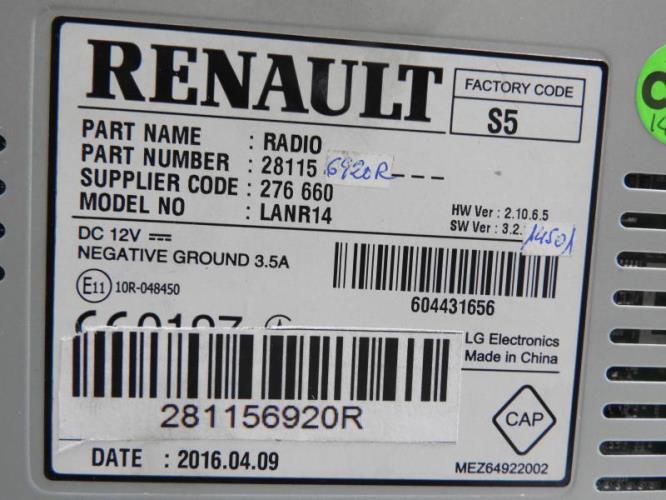 RENAULT
FACTORY CODE
S5
PART NAME : RADIO
PART NUMBER : 28115 6920R _ _ _
SUPPLIER CODE : 276 660
MODEL NO : LANR14
HW Ver : 2.10.6.5
SW Ver : 3.2. 14501
DC 12V
NEGATIVE GROUND 3.5A
E11 10R-048450
604431656
LG Electronics
Made in China
281156920R
CAP
DATE : 2016.04.09
MEZ64922002